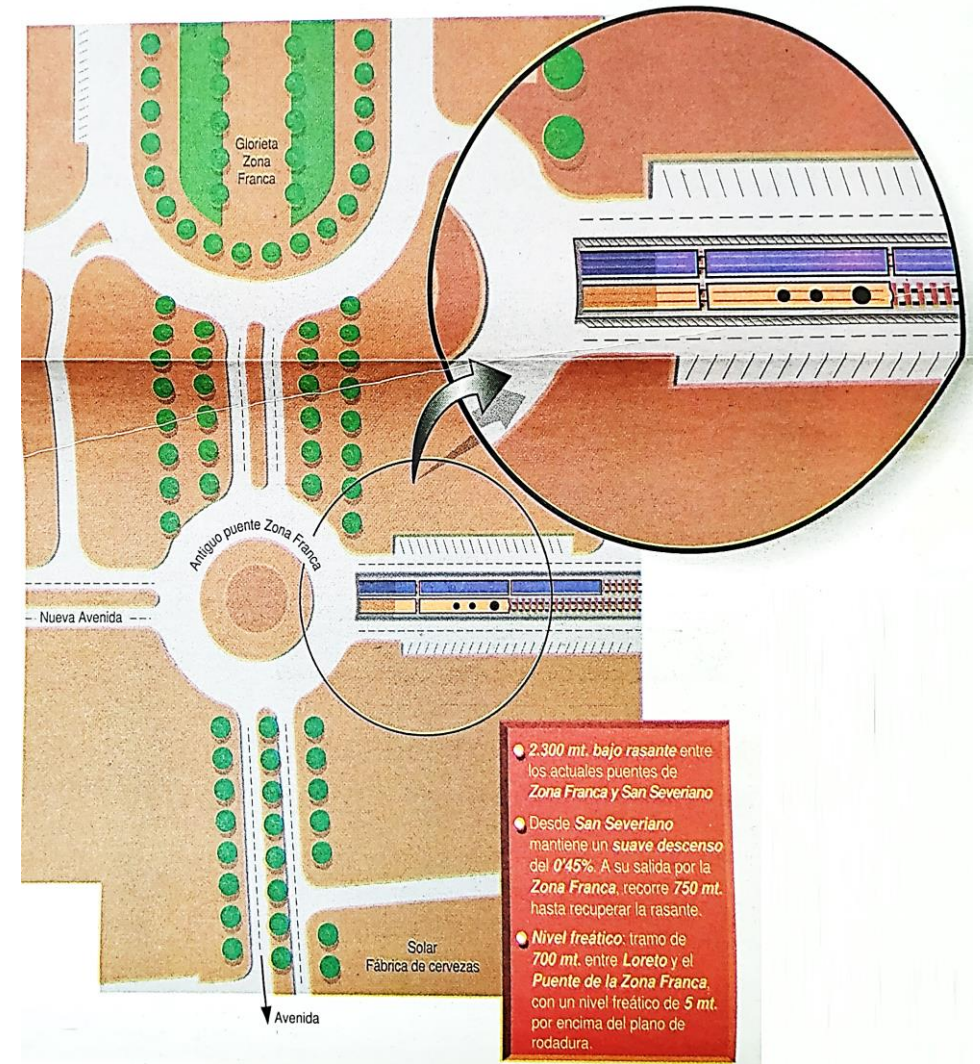 Glorieta
Zona
Franca
Antiguo puente Zona Franca
Nueva Avenida
2.300 mt. bajo rasante entre
los actuales puentes de
Zona Franca y San Severiano
Desde San Severiano
mantiene un suave descenso
del 0'45%. A su salida por la
Zona Franca, recorre 750 mt.
hasta recuperar la rasante.
Nivel freático: tramo de
700 mt. entre Loreto y el
Puente de la Zona Franca,
con un nivel freático de 5 mt.
por encima del plano de
rodadura.
Solar
Fábrica de cervezas
Avenida